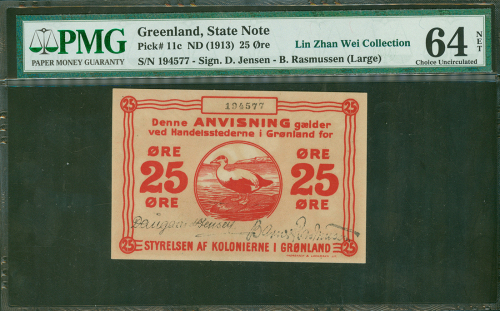 PMG
PAPER MONEY GUARANTY
Greenland, State Note
Pick# 11c ND (1913) 25 Øre
Lin Zhan Wei Collection
S/N 194577 - Sign. D. Jensen - B. Rasmussen (Large)
64 NET
Choice Uncirculated
25 25
194577
Denne ANVISNING gælder
ved Handelsstederne i Grønland for
ØRE ØRE
25 25
ØRE ØRE
25 25
STYRELSEN AF KOLONIERNE I GRØNLAND